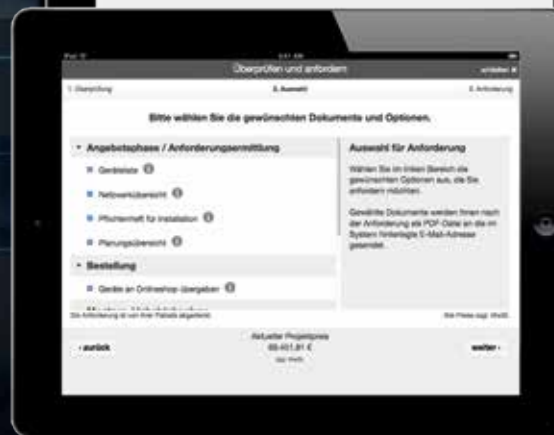 Überprüfen und anfordern
schließen x
1. Überprüfung
2. Auswahl
3. Anforderung
Bitte wählen Sie die gewünschten Dokumente und Optionen.
Angebotsphase / Anforderungsermittlung
Geräteliste
Netzwerkübersicht
Pflichtenheft für Installation
Planungsübersicht
Bestellung
Geräte an Onlineshop übergeben
Auswahl für Anforderung
Wählen Sie im linken Bereich die
gewünschten Optionen aus, die Sie
anfordern möchten.
Gewählte Dokumente werden Ihnen nach
der Anforderung als PDF-Datei an die im
System hinterlegte E-Mail-Adresse
gesendet.
‹ zurück
Aktueller Projektpreis
zzgl. MwSt.
weiter ›